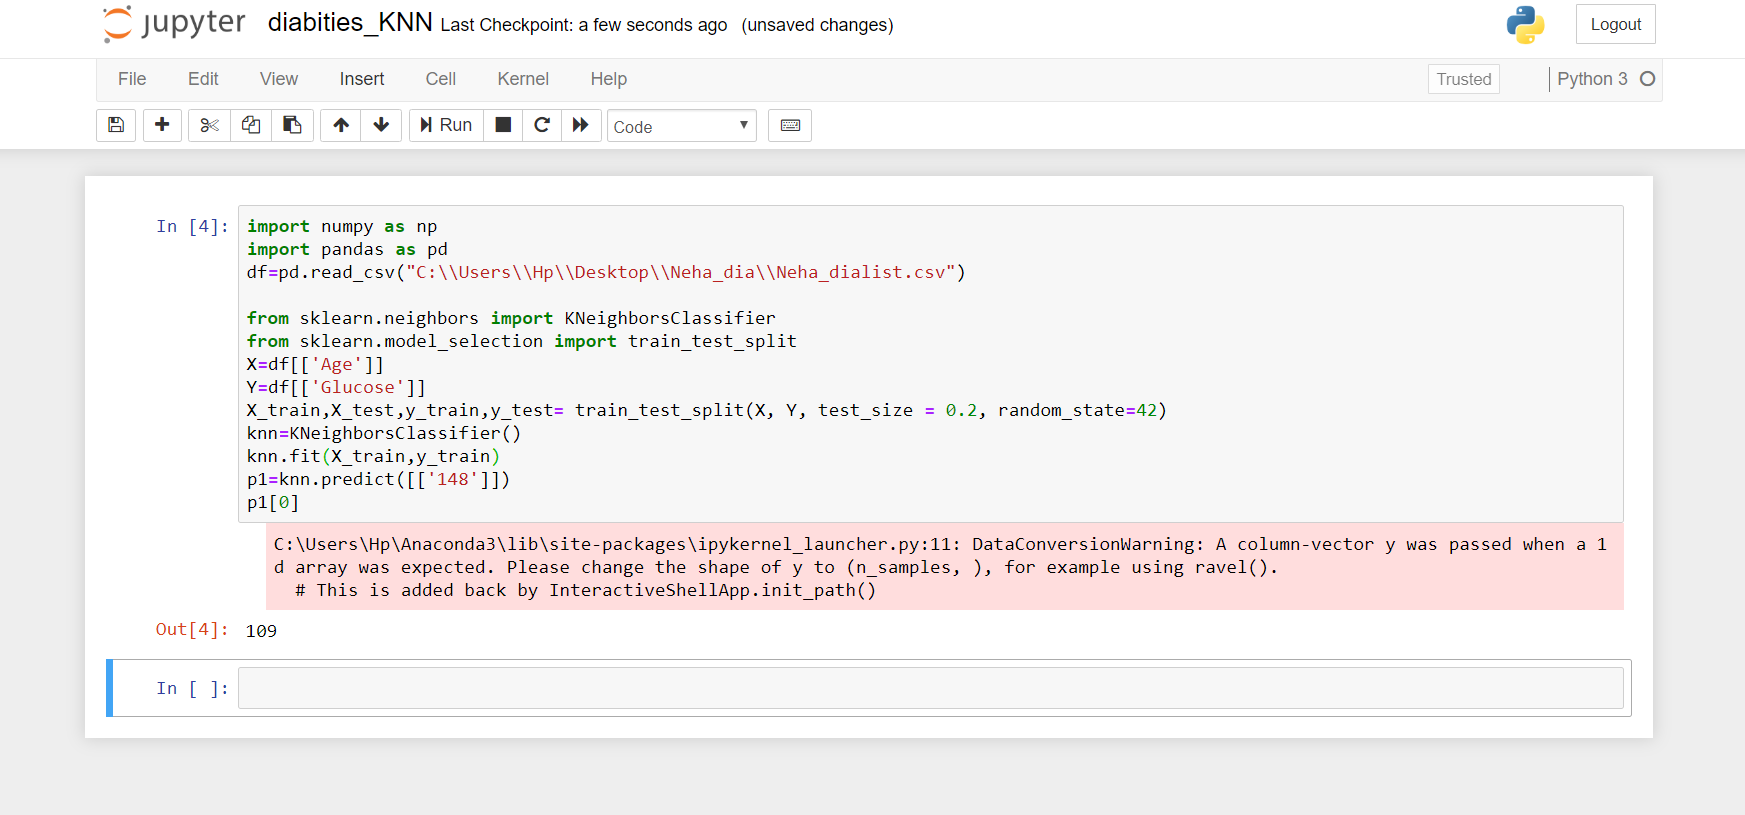 jupyter diabities_KNN Last Checkpoint: a few seconds ago (unsaved changes) Logout
File Edit View Insert Cell Kernel Help Trusted Python 3
Run Code
In [4]: import numpy as np
import pandas as pd
df=pd.read_csv("C:\\Users\\Hp\\Desktop\\Neha_dia\\Neha_dialist.csv")
from sklearn.neighbors import KNeighborsClassifier
from sklearn.model_selection import train_test_split
X=df[['Age']]
Y=df[['Glucose']]
X_train,X_test,y_train,y_test= train_test_split(X, Y, test_size = 0.2, random_state=42)
knn=KNeighborsClassifier()
knn.fit(X_train,y_train)
p1=knn.predict([['148']])
p1[0]
C:\Users\Hp\Anaconda3\lib\site-packages\ipykernel_launcher.py:11: DataConversionWarning: A column-vector y was passed when a 1
d array was expected. Please change the shape of y to (n_samples, ), for example using ravel().
# This is added back by InteractiveShellApp.init_path()
Out[4]: 109
In [ ]: